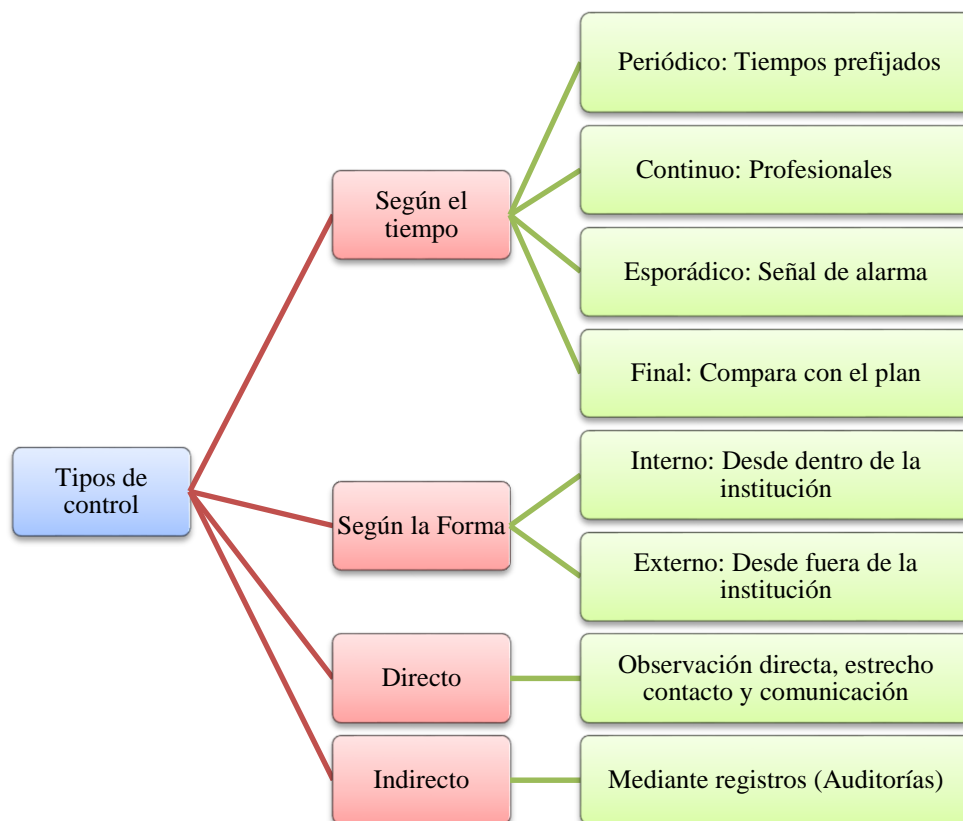 Tipos de
control
Según el
tiempo
Periódico: Tiempos prefijados
Continuo: Profesionales
Esporádico: Señal de alarma
Final: Compara con el plan
Según la Forma
Interno: Desde dentro de la
institución
Externo: Desde fuera de la
institución
Directo
Observación directa, estrecho
contacto y comunicación
Indirecto
Mediante registros (Auditorías)